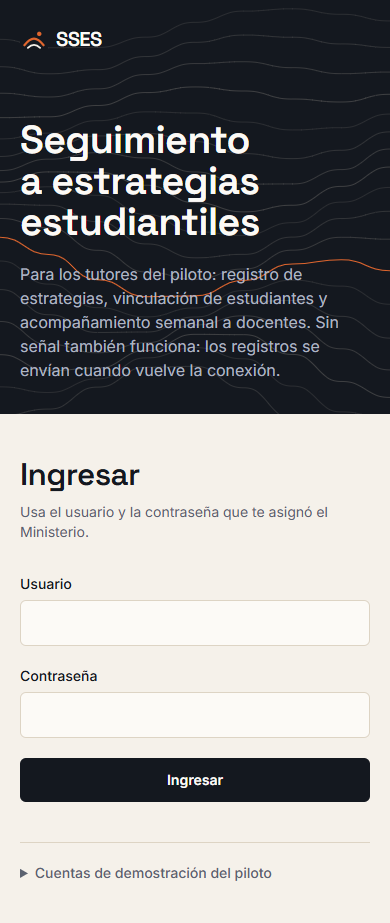 SSES
Seguimiento
a estrategias
estudiantiles
Para los tutores del piloto: registro de
estrategias, vinculación de estudiantes y
acompañamiento semanal a docentes. Sin
señal también funciona: los registros se
envían cuando vuelve la conexión.
Ingresar
Usa el usuario y la contraseña que te asignó el
Ministerio.
Usuario
Contraseña
Ingresar
Cuentas de demostración del piloto